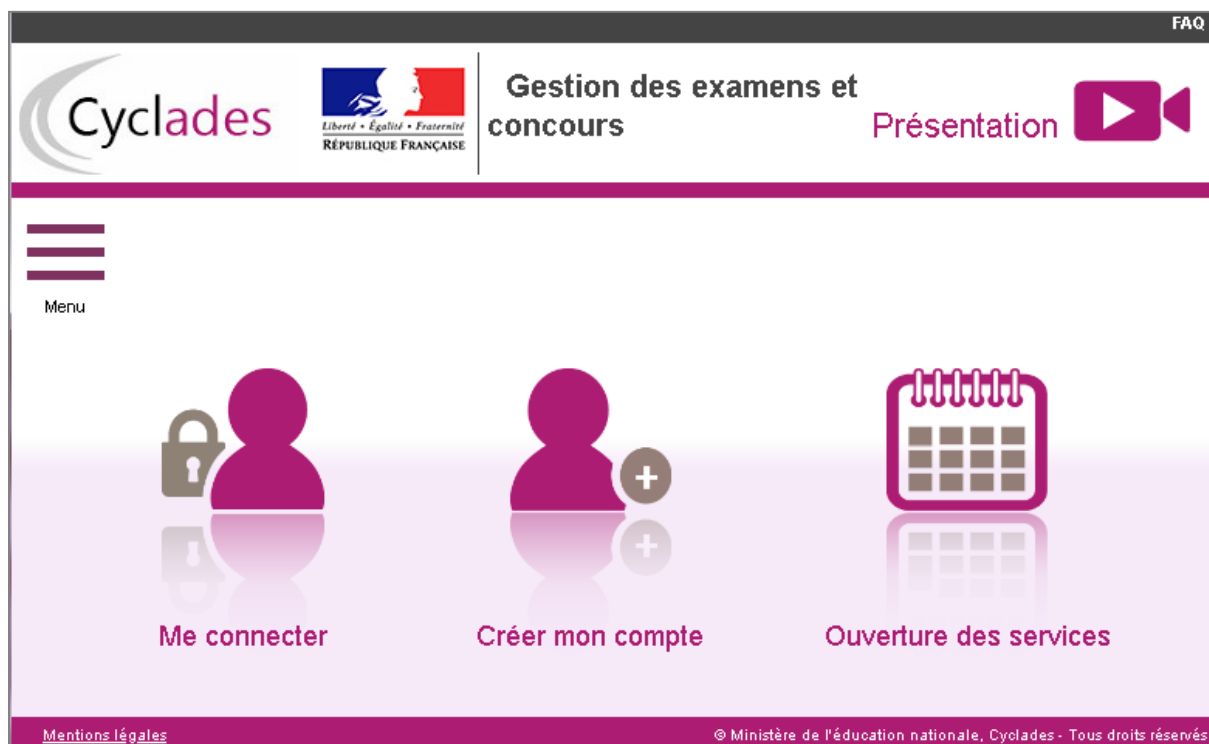 FAQ
Cyclades
Liberté • Égalité • Fraternité
RÉPUBLIQUE FRANÇAISE
Gestion des examens et
concours
Présentation
Menu
Me connecter
Créer mon compte
Ouverture des services
Mentions légales
© Ministère de l'éducation nationale, Cyclades - Tous droits réservés